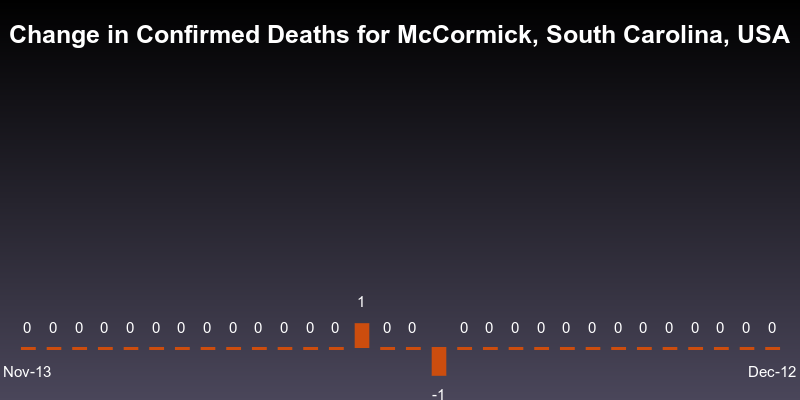 Change in Confirmed Deaths for McCormick, South Carolina, USA
1
0 0 0 0 0 0 0 0 0 0 0 0 0 0 0 0 0 0 0 0 0 0 0 0 0 0 0 0
Nov-13 Dec-12
-1